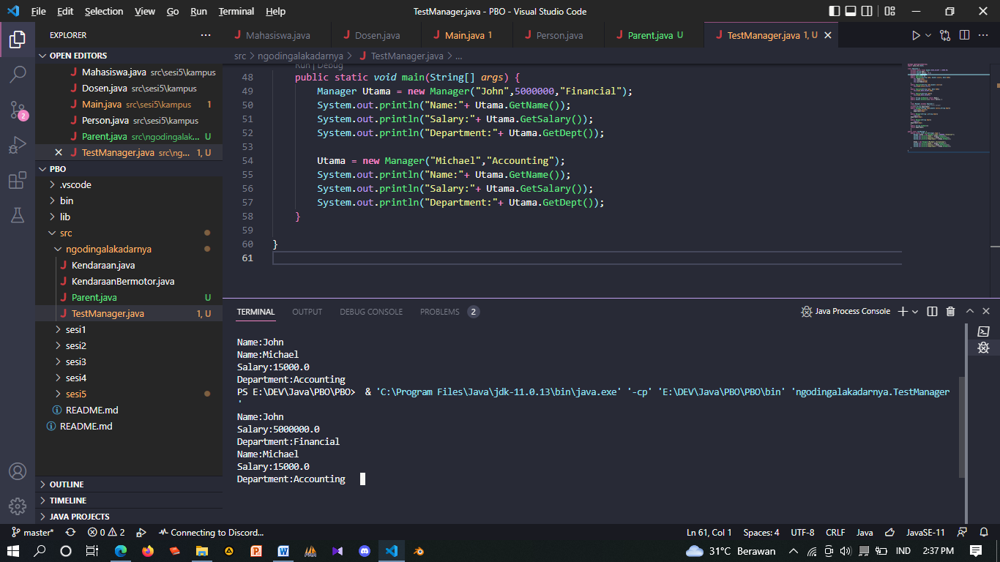 File Edit Selection View Go Run Terminal Help
TestManager.java - PBO - Visual Studio Code
EXPLORER
OPEN EDITORS
Mahasiswa.java src\sesi5\kampus
Dosen.java src\sesi5\kampus
Main.java src\sesi5\kampus 1
Person.java src\sesi5\kampus
Parent.java src\ngodingalak... U
TestManager.java src\ng... 1, U
PBO
.vscode
bin
lib
src
ngodingalakadarnya
Kendaraan.java
KendaraanBermotor.java
Parent.java U
TestManager.java 1, U
sesi1
sesi2
sesi3
sesi4
sesi5
README.md
README.md
OUTLINE
TIMELINE
JAVA PROJECTS
2
Mahasiswa.java Dosen.java Main.java 1 Person.java Parent.java U TestManager.java 1, U
src > ngodingalakadarnya > TestManager.java > ...
Run | Debug
48 public static void main(String[] args) {
49 Manager Utama = new Manager("John",5000000,"Financial");
50 System.out.println("Name:"+ Utama.GetName());
51 System.out.println("Salary:"+ Utama.GetSalary());
52 System.out.println("Department:"+ Utama.GetDept());
53
54 Utama = new Manager("Michael","Accounting");
55 System.out.println("Name:"+ Utama.GetName());
56 System.out.println("Salary:"+ Utama.GetSalary());
57 System.out.println("Department:"+ Utama.GetDept());
58 }
59
60 }
61
TERMINAL OUTPUT DEBUG CONSOLE PROBLEMS 2
Java Process Console
Name:John
Name:Michael
Salary:15000.0
Department:Accounting
PS E:\DEV\Java\PBO\PBO> & 'C:\Program Files\Java\jdk-11.0.13\bin\java.exe' '-cp' 'E:\DEV\Java\PBO\PBO\bin' 'ngodingalakadarnya.TestManager
'
Name:John
Salary:5000000.0
Department:Financial
Name:Michael
Salary:15000.0
Department:Accounting
master* 0 2 Connecting to Discord...
Ln 61, Col 1 Spaces: 4 UTF-8 CRLF Java JavaSE-11
31°C Berawan IND 2:37 PM